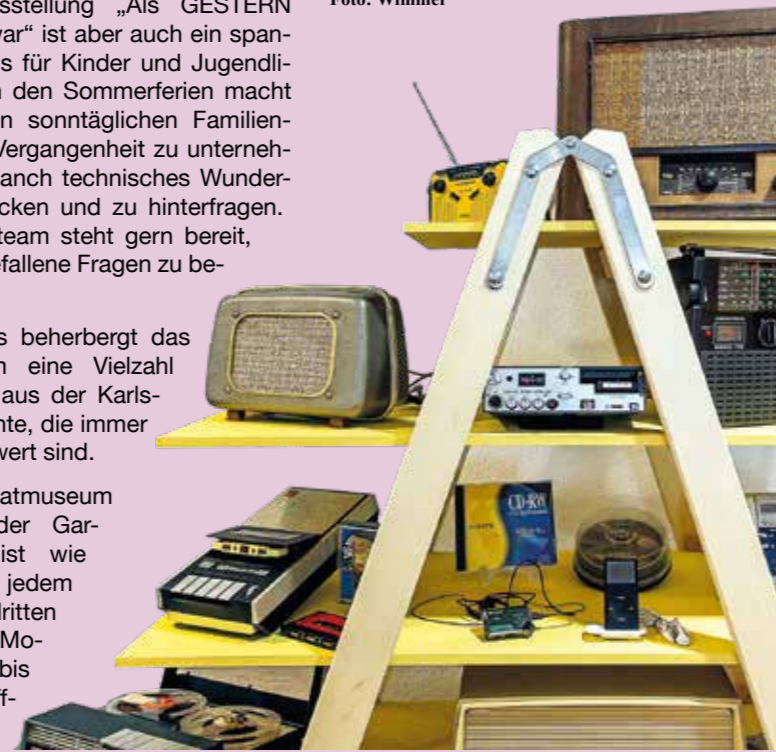 Foto: Wimmer
sstellung „Als GESTERN
war“ ist aber auch ein span-
s für Kinder und Jugendli-
n den Sommerferien macht
n sonntäglichen Familien-
Vergangenheit zu unterneh-
anch technisches Wunder-
cken und zu hinterfragen.
team steht gern bereit,
efallene Fragen zu be-
s beherbergt das
eine Vielzahl
aus der Karls-
nte, die immer
wert sind.
atmuseum
der Gar-
ist wie
jedem
dritten
Mo-
bis
ff-
CD-RW